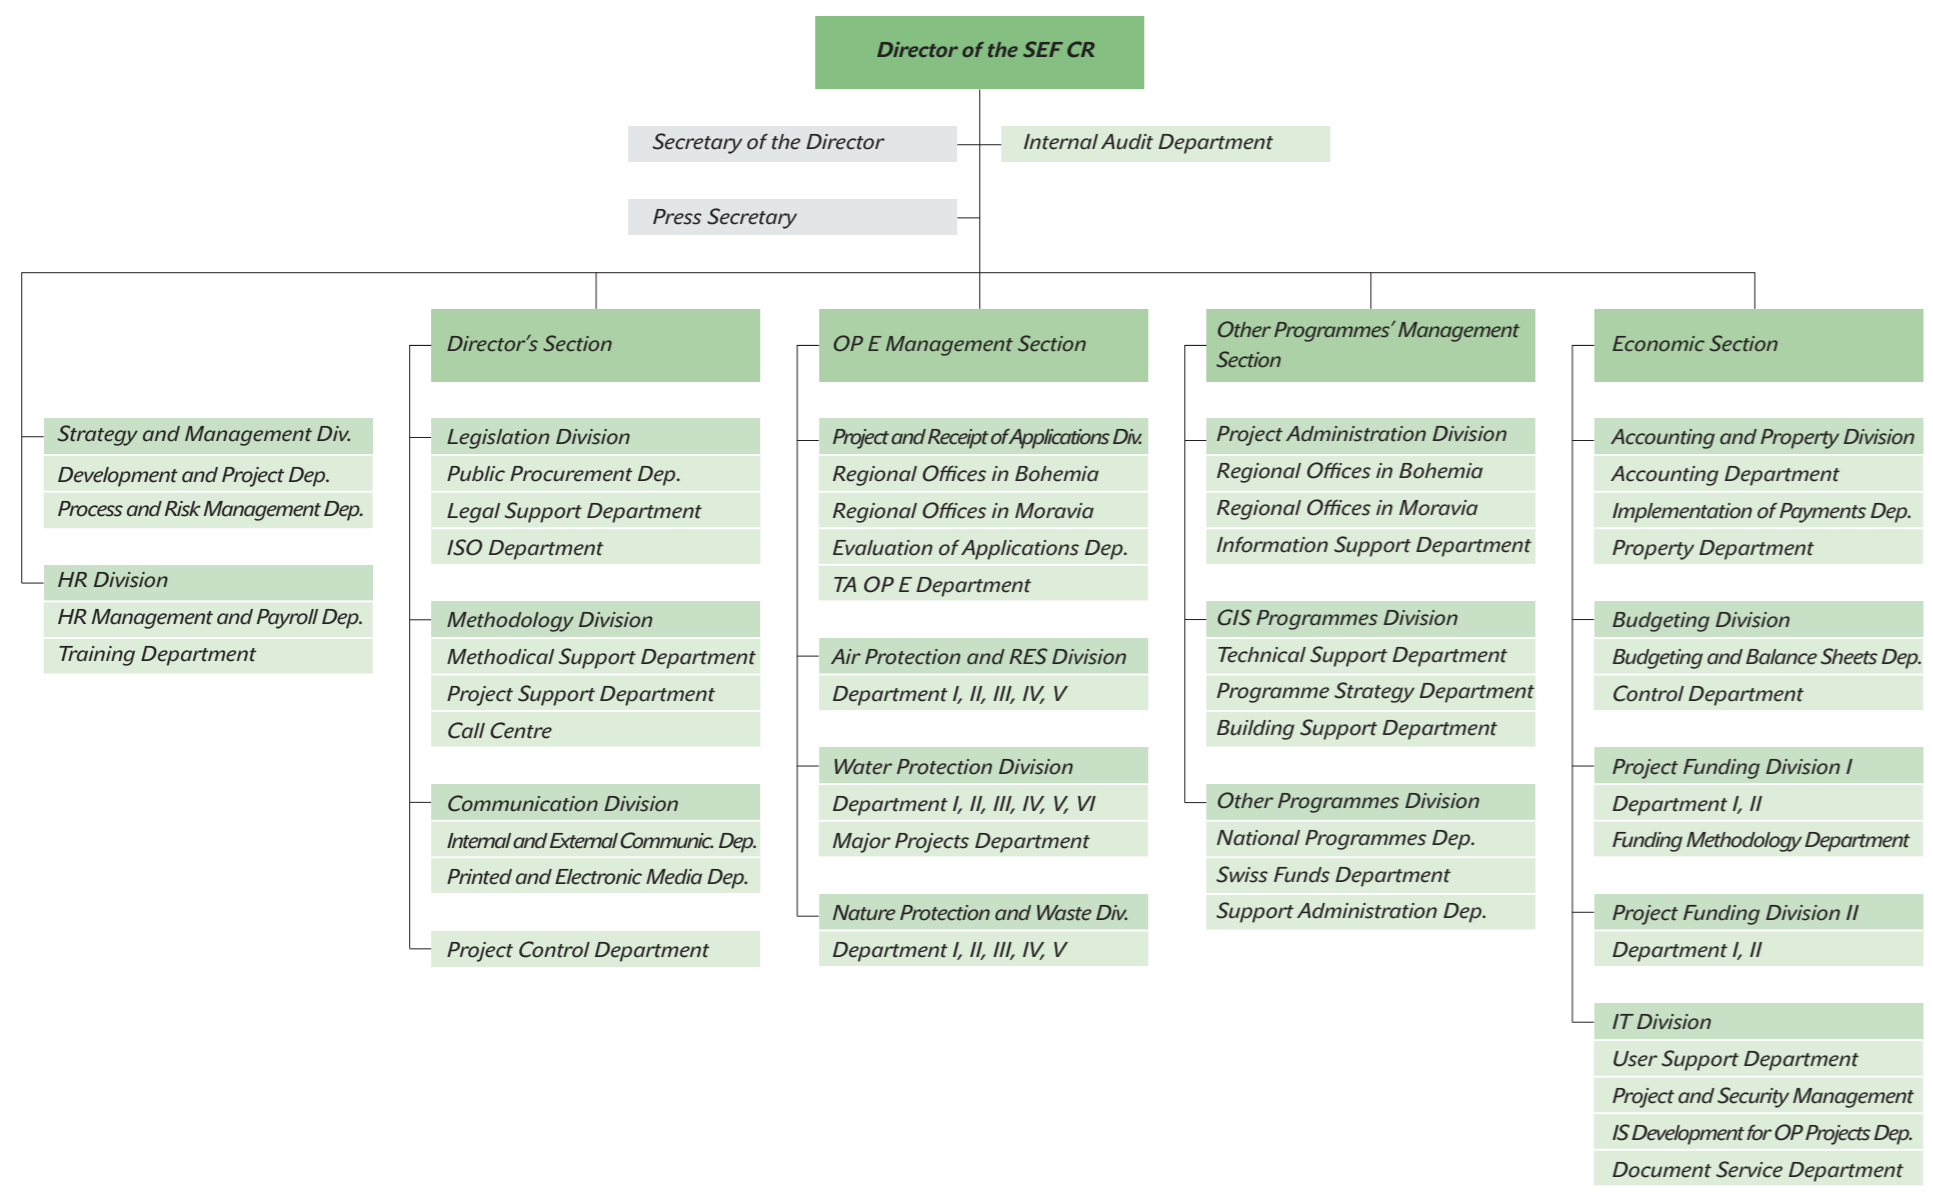 Director of the SEF CR
Secretary of the Director
Internal Audit Department
Press Secretary
Strategy and Management Div.
Development and Project Dep.
Process and Risk Management Dep.
HR Division
HR Management and Payroll Dep.
Training Department
Director’s Section
Legislation Division
Public Procurement Dep.
Legal Support Department
ISO Department
Methodology Division
Methodical Support Department
Project Support Department
Call Centre
Communication Division
Internal and External Communic. Dep.
Printed and Electronic Media Dep.
Project Control Department
OP E Management Section
Project and Receipt of Applications Div.
Regional Offices in Bohemia
Regional Offices in Moravia
Evaluation of Applications Dep.
TA OP E Department
Air Protection and RES Division
Department I, II, III, IV, V
Water Protection Division
Department I, II, III, IV, V, VI
Major Projects Department
Nature Protection and Waste Div.
Department I, II, III, IV, V
Other Programmes’ Management
Section
Project Administration Division
Regional Offices in Bohemia
Regional Offices in Moravia
Information Support Department
GIS Programmes Division
Technical Support Department
Programme Strategy Department
Building Support Department
Other Programmes Division
National Programmes Dep.
Swiss Funds Department
Support Administration Dep.
Economic Section
Accounting and Property Division
Accounting Department
Implementation of Payments Dep.
Property Department
Budgeting Division
Budgeting and Balance Sheets Dep.
Control Department
Project Funding Division I
Department I, II
Funding Methodology Department
Project Funding Division II
Department I, II
IT Division
User Support Department
Project and Security Management
IS Development for OP Projects Dep.
Document Service Department